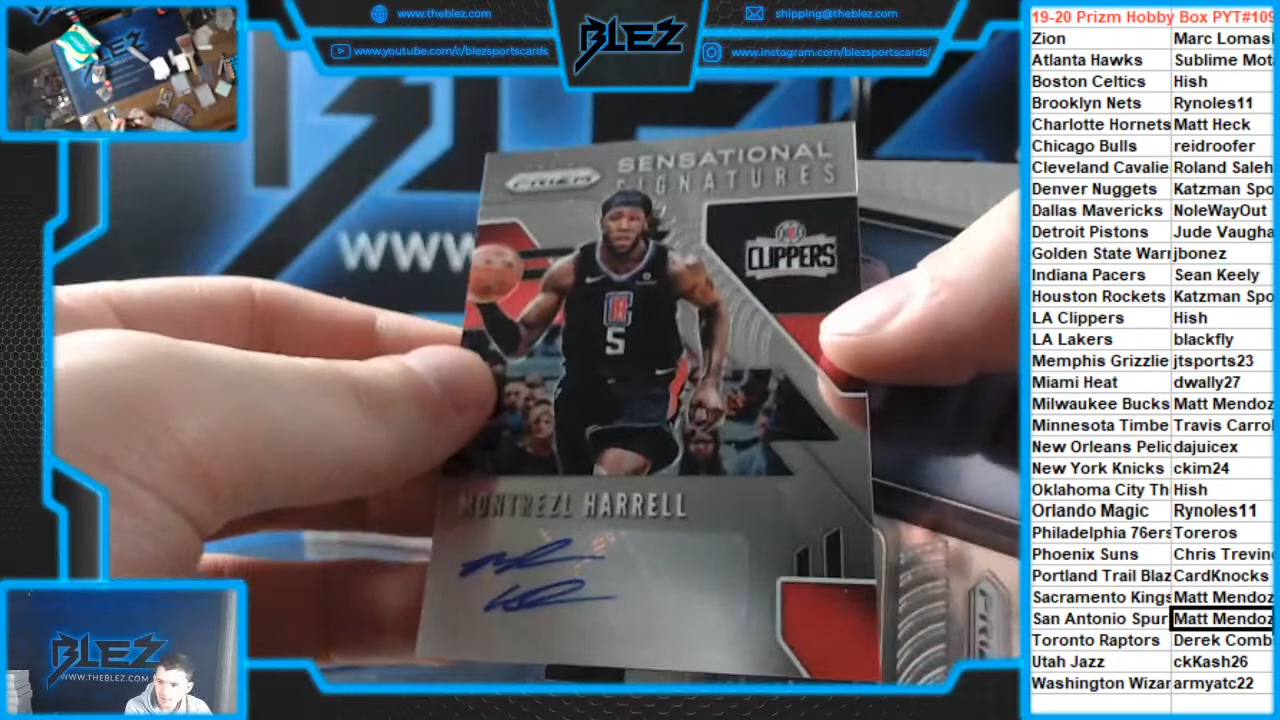 www.theblez.com
www.youtube.com/c/blezsportscards
BLEZ
shipping@theblez.com
www.instagram.com/blezsportscards/
19-20 Prizm Hobby Box PYT#109
Zion Marc Lomas
Atlanta Hawks Sublime Mot
Boston Celtics Hish
Brooklyn Nets Rynoles11
Charlotte Hornets Matt Heck
Chicago Bulls reidroofer
Cleveland Cavalie Roland Saleh
Denver Nuggets Katzman Spo
Dallas Mavericks NoleWayOut
Detroit Pistons Jude Vaugha
Golden State Warr jbonez
Indiana Pacers Sean Keely
Houston Rockets Katzman Spo
LA Clippers Hish
LA Lakers blackfly
Memphis Grizzlie jtsports23
Miami Heat dwally27
Milwaukee Bucks Matt Mendoz
Minnesota Timbe Travis Carro
New Orleans Pelic dajuicex
New York Knicks ckim24
Oklahoma City Th Hish
Orlando Magic Rynoles11
Philadelphia 76ers Toreros
Phoenix Suns Chris Trevin
Portland Trail Blaz CardKnocks
Sacramento Kings Matt Mendoz
San Antonio Spur Matt Mendoz
Toronto Raptors Derek Comb
Utah Jazz ckKash26
Washington Wizar armyatc22
WWW
PRIZM
SENSATIONAL
SIGNATURES
CLIPPERS
5
MONTREZL HARRELL
BLEZ
WWW.THEBLEZ.COM